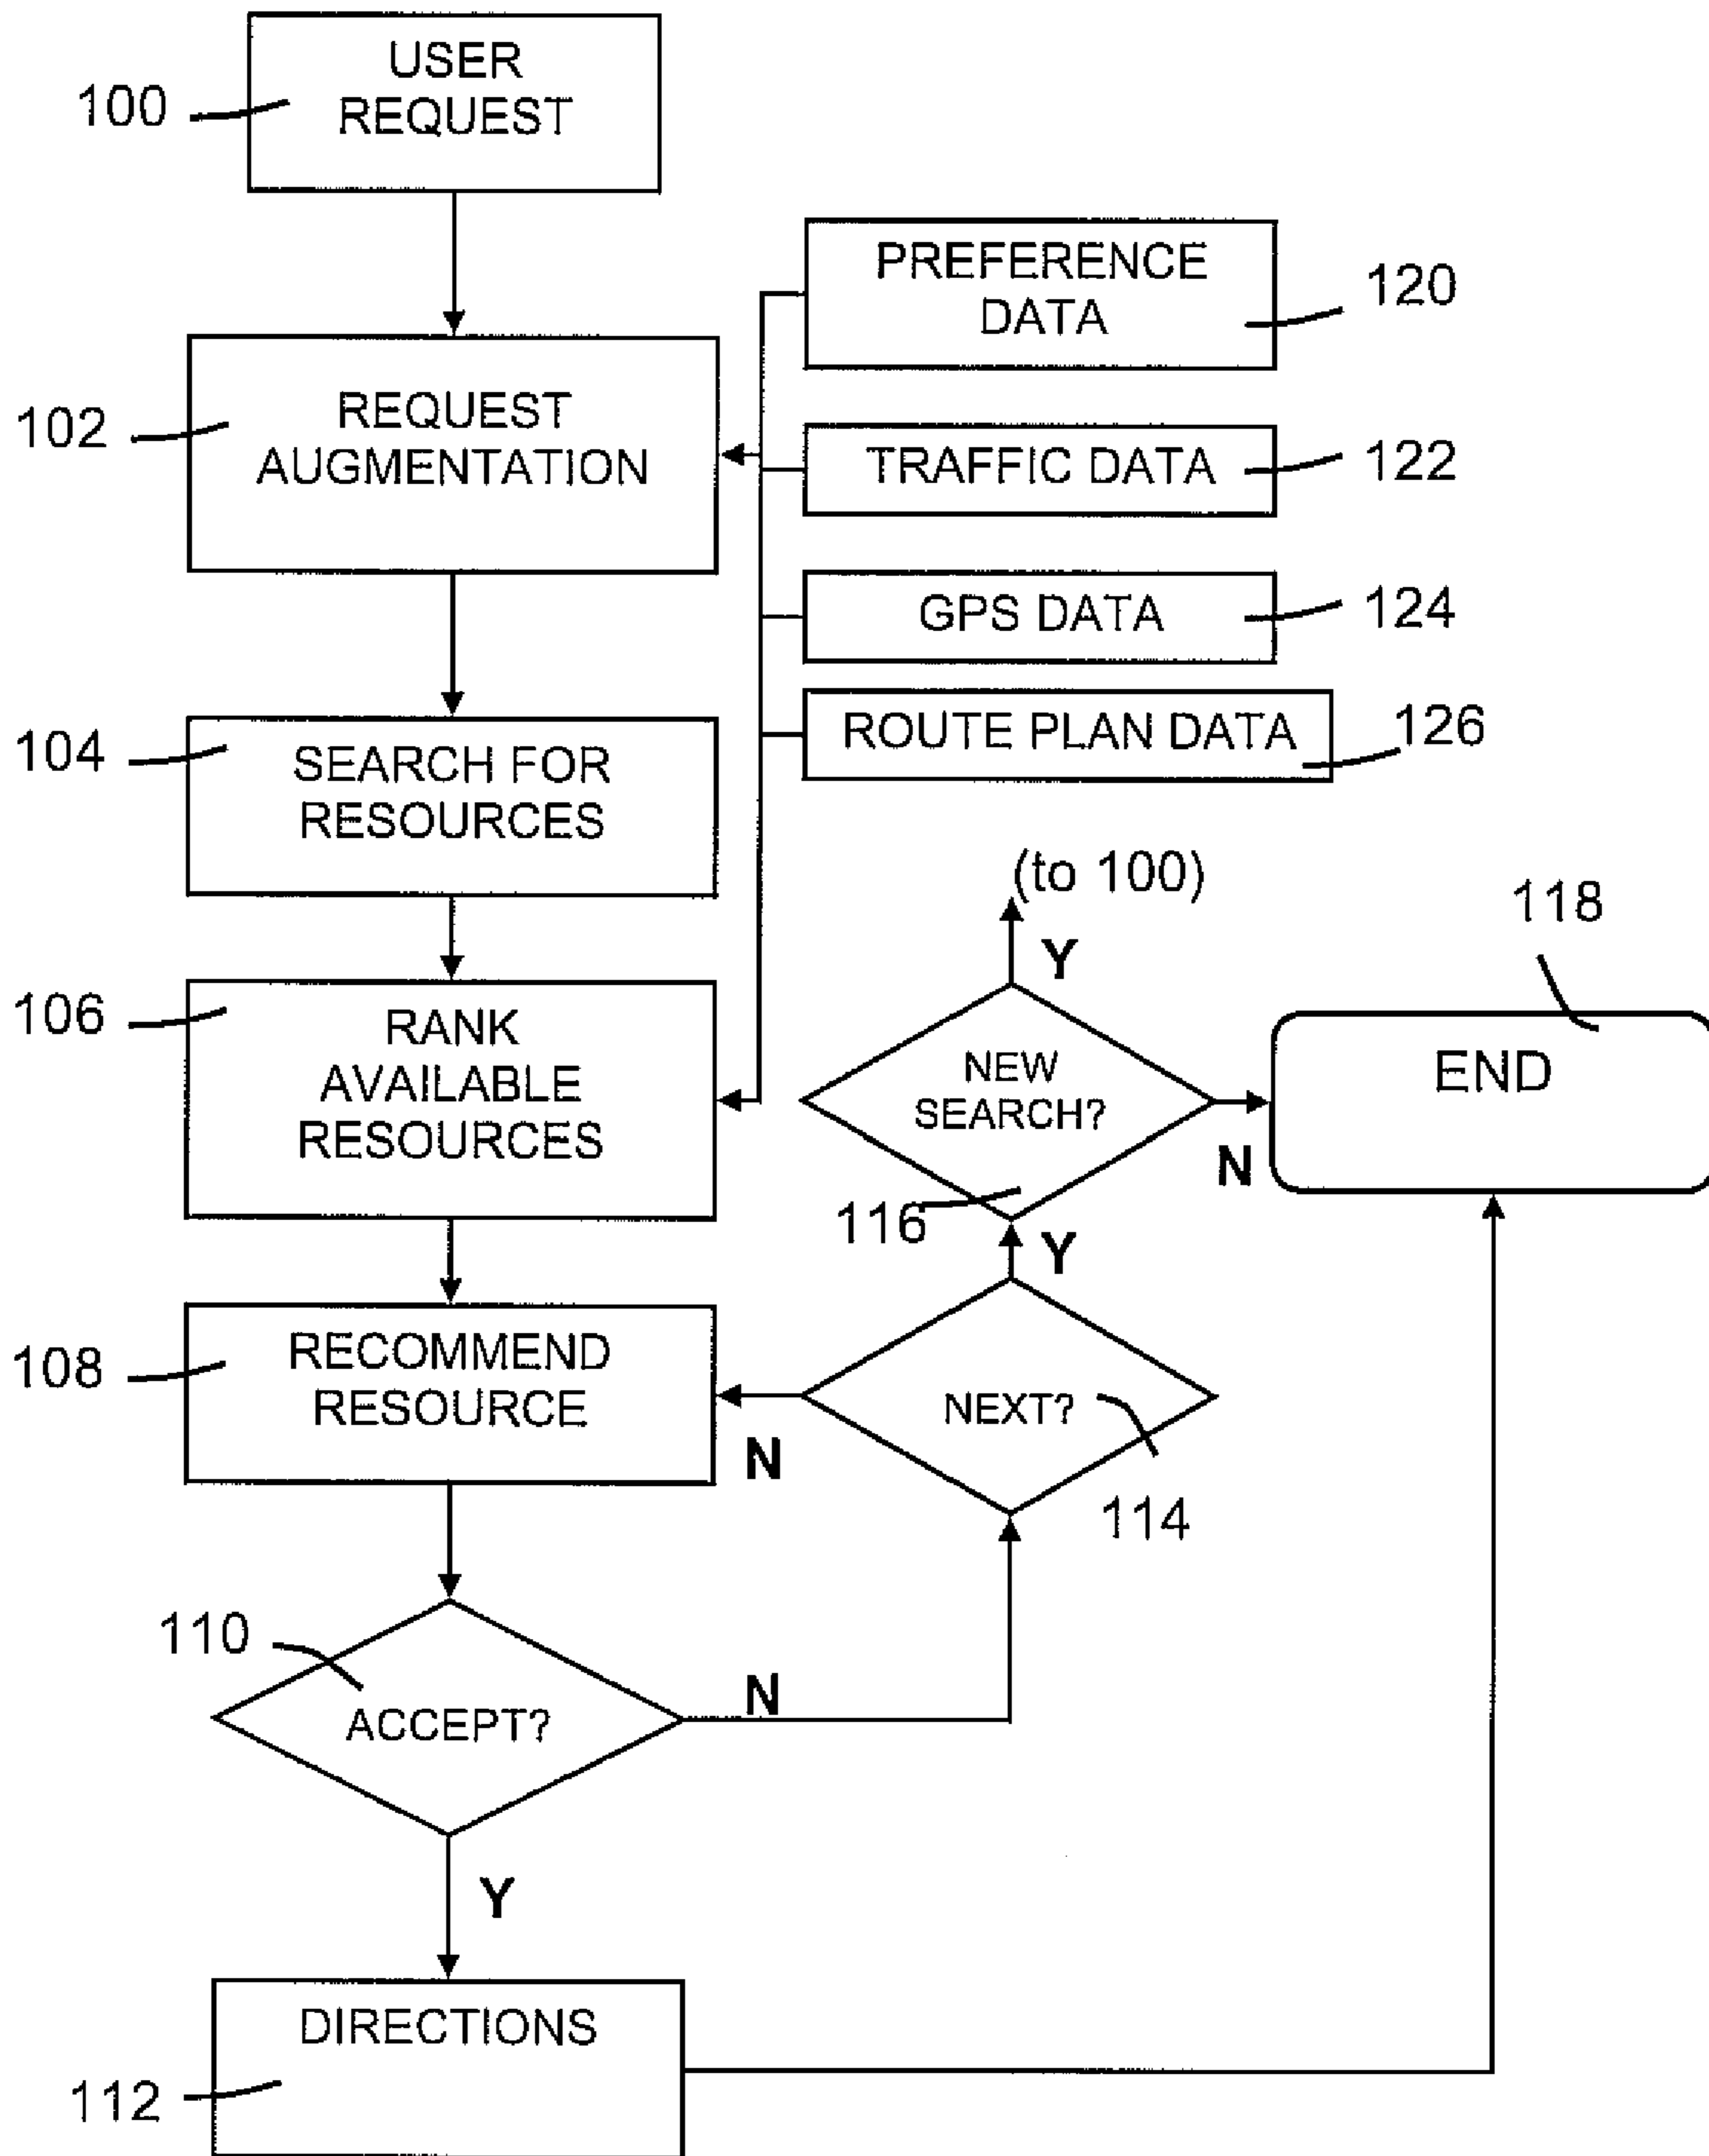 USER
REQUEST
100
PREFERENCE
DATA
120
REQUEST
AUGMENTATION
102
TRAFFIC DATA
122
GPS DATA
124
ROUTE PLAN DATA
126
104
SEARCH FOR
RESOURCES
(to 100)
118
Y
106
RANK
AVAILABLE
RESOURCES
NEW
SEARCH?
END
N
116
Y
108
RECOMMEND
RESOURCE
NEXT?
N
114
110
ACCEPT?
N
Y
DIRECTIONS
112